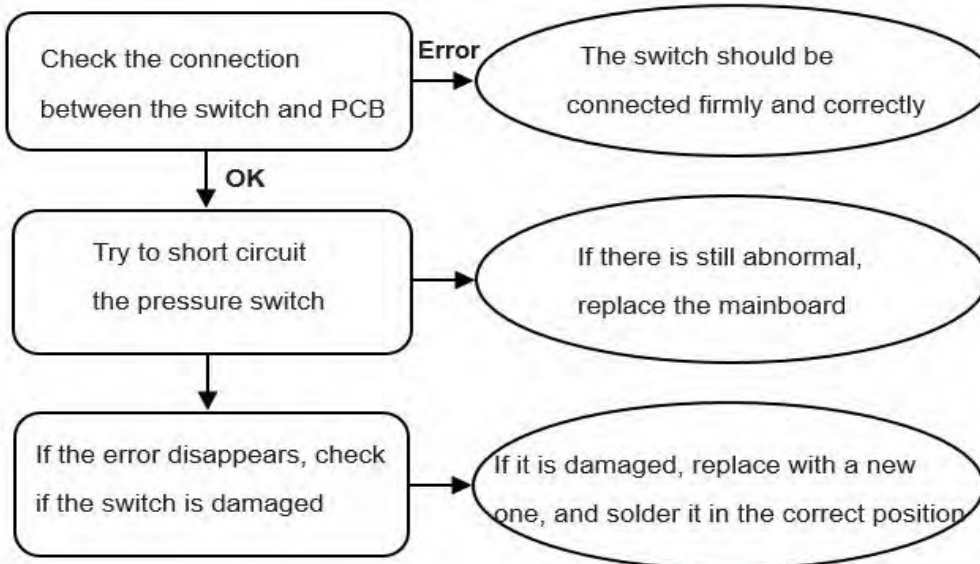 Check the connection
between the switch and PCB
Error
The switch should be
connected firmly and correctly
OK
Try to short circuit
the pressure switch
If there is still abnormal,
replace the mainboard
If the error disappears, check
if the switch is damaged
If it is damaged, replace with a new
one, and solder it in the correct position